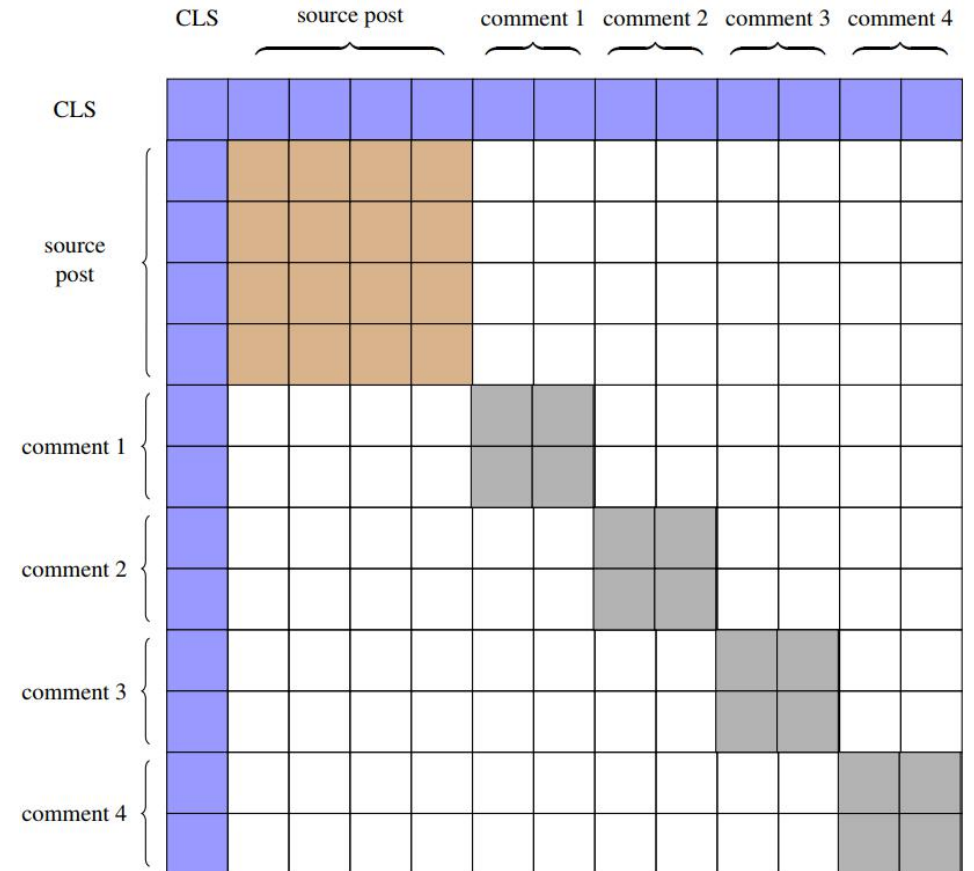 CLS source post comment 1 comment 2 comment 3 comment 4
CLS
source
post
comment 1
comment 2
comment 3
comment 4